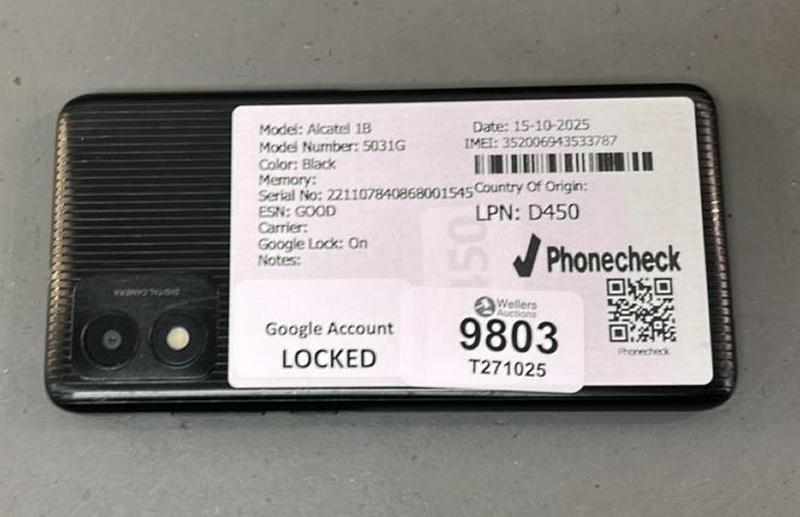 Model: Alcatel 1B
Model Number: 5031G
Color: Black
Memory:
Serial No: 221107840868001545
ESN: GOOD
Carrier:
Google Lock: On
Notes:
Date: 15-10-2025
IMEI: 352006943533787
Country Of Origin:
LPN: D450
Phonecheck
Phonecheck
Google Account
LOCKED
Wellers
Auctions
9803
T271025
DIGITAL CAMERA